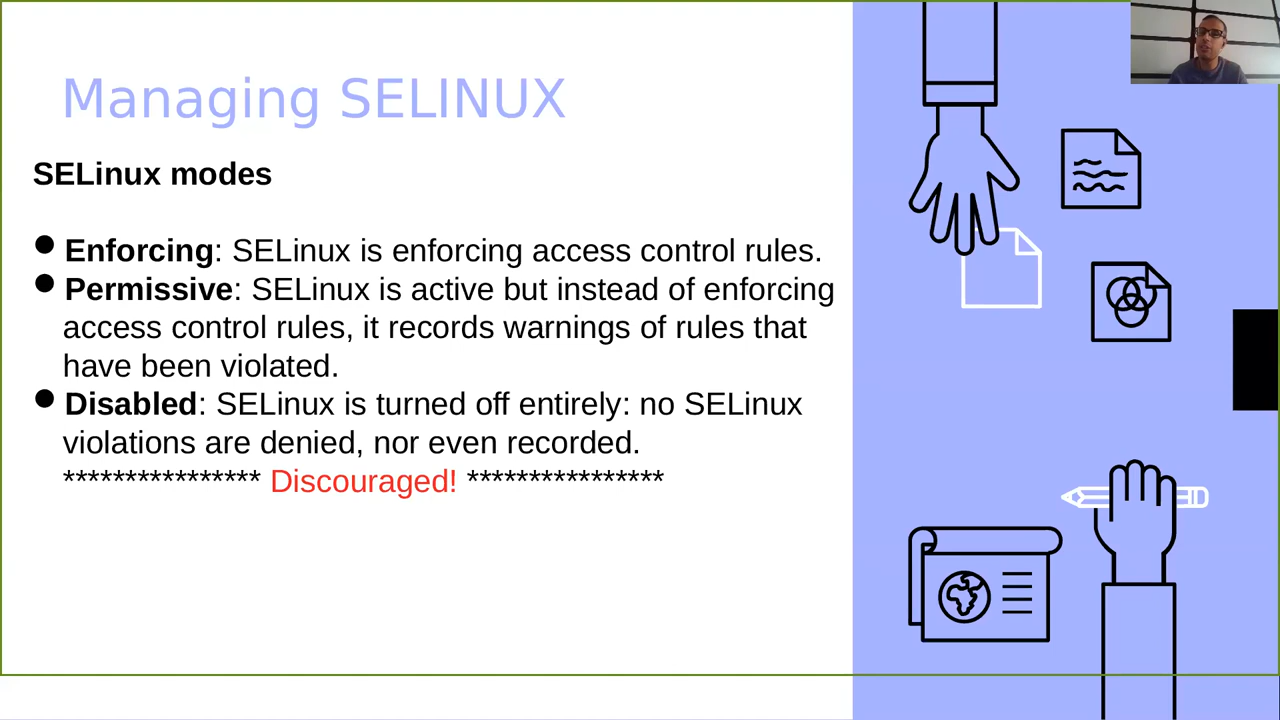 Managing SELINUX
SELinux modes
● Enforcing: SELinux is enforcing access control rules.
● Permissive: SELinux is active but instead of enforcing
access control rules, it records warnings of rules that
have been violated.
● Disabled: SELinux is turned off entirely: no SELinux
violations are denied, nor even recorded.
**************** Discouraged! ****************